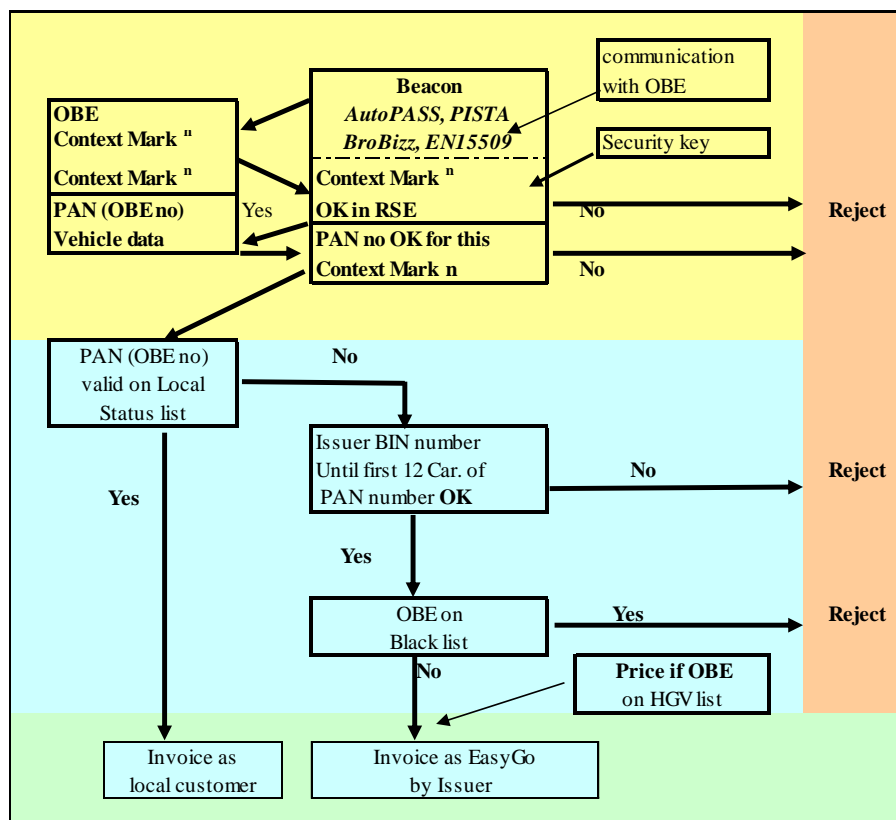 communication
with OBE
Beacon
AutoPASS, PISTA
BroBizz, EN15509
OBE
Context Mark n
Context Mark n
Security key
Context Mark n
OK in RSE
PAN (OBE no)
Vehicle data
Yes
No
Reject
PAN no OK for this
Context Mark n
No
PAN (OBE no)
valid on Local
Status list
No
Issuer BIN number
Until first 12 Car. of
PAN number OK
No
Reject
Yes
Yes
OBE on
Black list
Yes
Reject
No
Price if OBE
on HGV list
Invoice as
local customer
Invoice as EasyGo
by Issuer